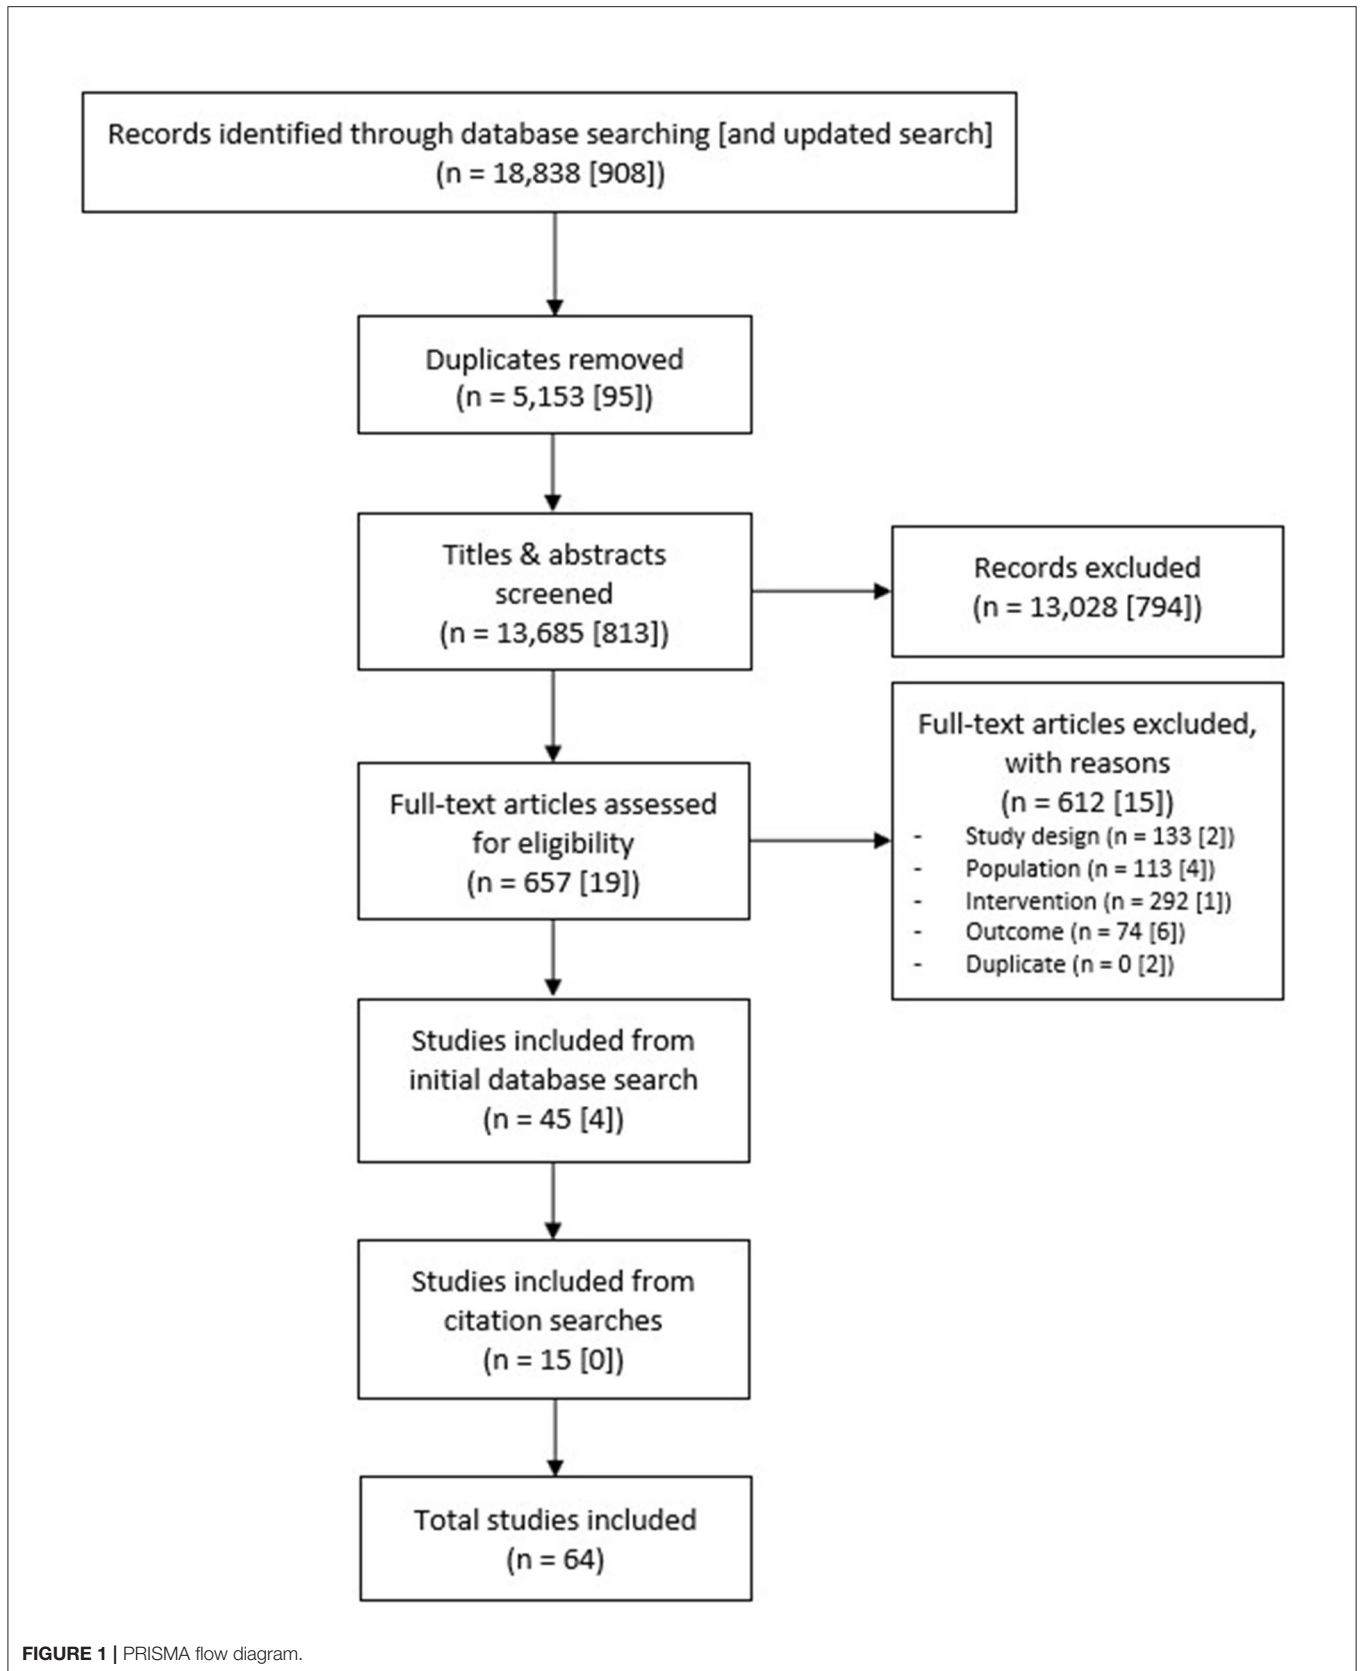 Records identified through database searching [and updated search]
(n = 18,838 [908])
Duplicates removed
(n = 5,153 [95])
Titles & abstracts
screened
(n = 13,685 [813])
Records excluded
(n = 13,028 [794])
Full-text articles assessed
for eligibility
(n = 657 [19])
Full-text articles excluded,
with reasons
(n = 612 [15])
- Study design (n = 133 [2])
- Population (n = 113 [4])
- Intervention (n = 292 [1])
- Outcome (n = 74 [6])
- Duplicate (n = 0 [2])
Studies included from
initial database search
(n = 45 [4])
Studies included from
citation searches
(n = 15 [0])
Total studies included
(n = 64)
FIGURE 1 | PRISMA flow diagram.